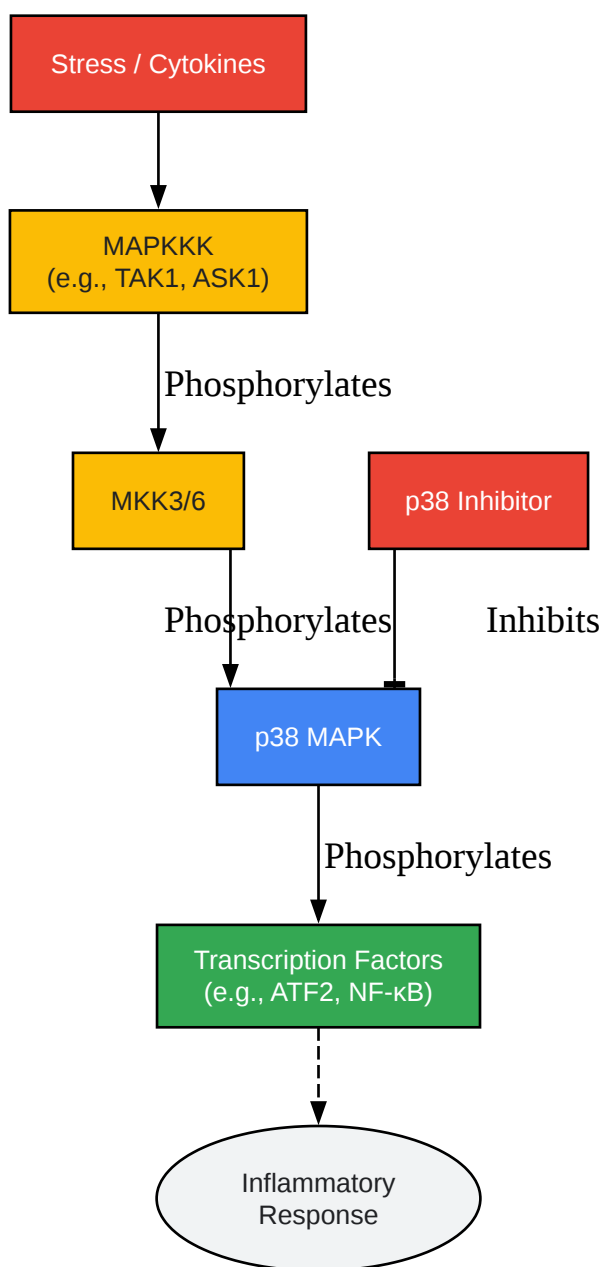 Stress / Cytokines
MAPKKK
(e.g., TAK1, ASK1)
Phosphorylates
MKK3/6
p38 Inhibitor
Phosphorylates
Inhibits
p38 MAPK
Phosphorylates
Transcription Factors
(e.g., ATF2, NF-κB)
Inflammatory
Response